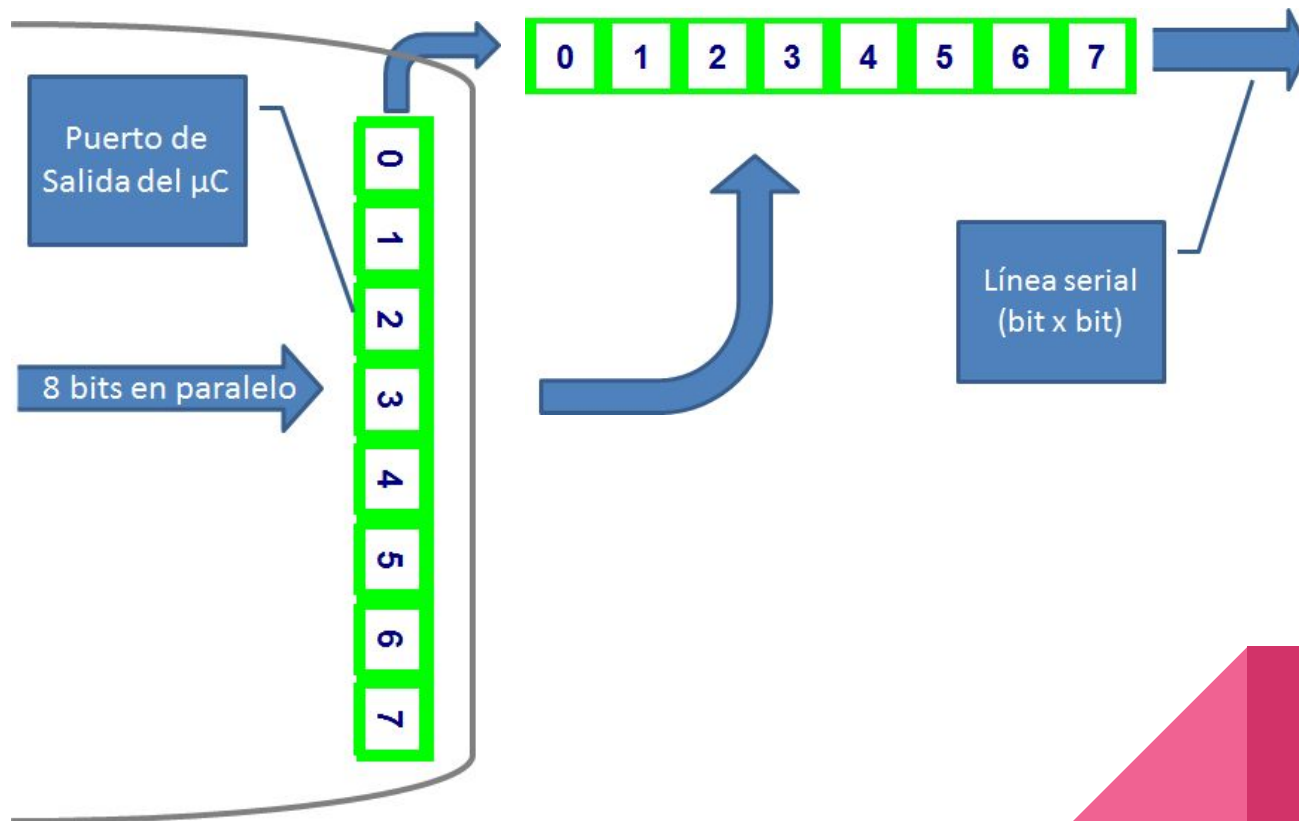 0 1 2 3 4 5 6 7
Puerto de
Salida del µC
0
1
2
3
4
5
6
7
8 bits en paralelo
Línea serial
(bit x bit)